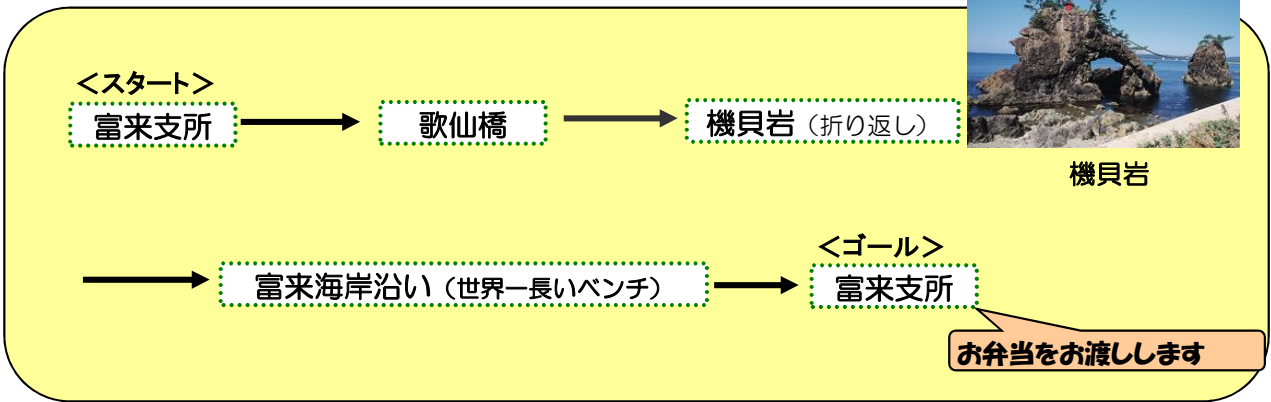 ＜スタート＞
富来支所
歌仙橋
機貝岩（折り返し）
機貝岩
富来海岸沿い（世界一長いベンチ）
＜ゴール＞
富来支所
お弁当をお渡しします